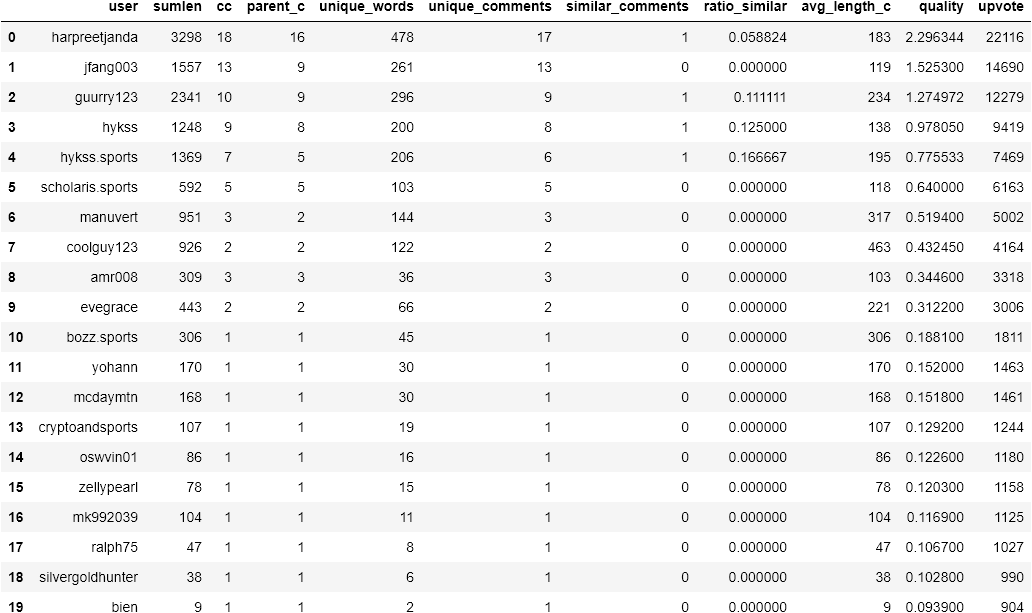 user sumlen cc parent_c unique_words unique_comments similar_comments ratio_similar avg_length_c quality upvote
0 harpreetjanda 3298 18 16 478 17 1 0.058824 183 2.296344 22116
1 jfang003 1557 13 9 261 13 0 0.000000 119 1.525300 14690
2 guurry123 2341 10 9 296 9 1 0.111111 234 1.274972 12279
3 hykss 1248 9 8 200 8 1 0.125000 138 0.978050 9419
4 hykss.sports 1369 7 5 206 6 1 0.166667 195 0.775533 7469
5 scholaris.sports 592 5 5 103 5 0 0.000000 118 0.640000 6163
6 manuvert 951 3 2 144 3 0 0.000000 317 0.519400 5002
7 coolguy123 926 2 2 122 2 0 0.000000 463 0.432450 4164
8 amr008 309 3 3 36 3 0 0.000000 103 0.344600 3318
9 evegrace 443 2 2 66 2 0 0.000000 221 0.312200 3006
10 bozz.sports 306 1 1 45 1 0 0.000000 306 0.188100 1811
11 yohann 170 1 1 30 1 0 0.000000 170 0.152000 1463
12 mcdaymtn 168 1 1 30 1 0 0.000000 168 0.151800 1461
13 cryptoandsports 107 1 1 19 1 0 0.000000 107 0.129200 1244
14 oswvin01 86 1 1 16 1 0 0.000000 86 0.122600 1180
15 zellypearl 78 1 1 15 1 0 0.000000 78 0.120300 1158
16 mk992039 104 1 1 11 1 0 0.000000 104 0.116900 1125
17 ralph75 47 1 1 8 1 0 0.000000 47 0.106700 1027
18 silvergoldhunter 38 1 1 6 1 0 0.000000 38 0.102800 990
19 bien 9 1 1 2 1 0 0.000000 9 0.093900 904